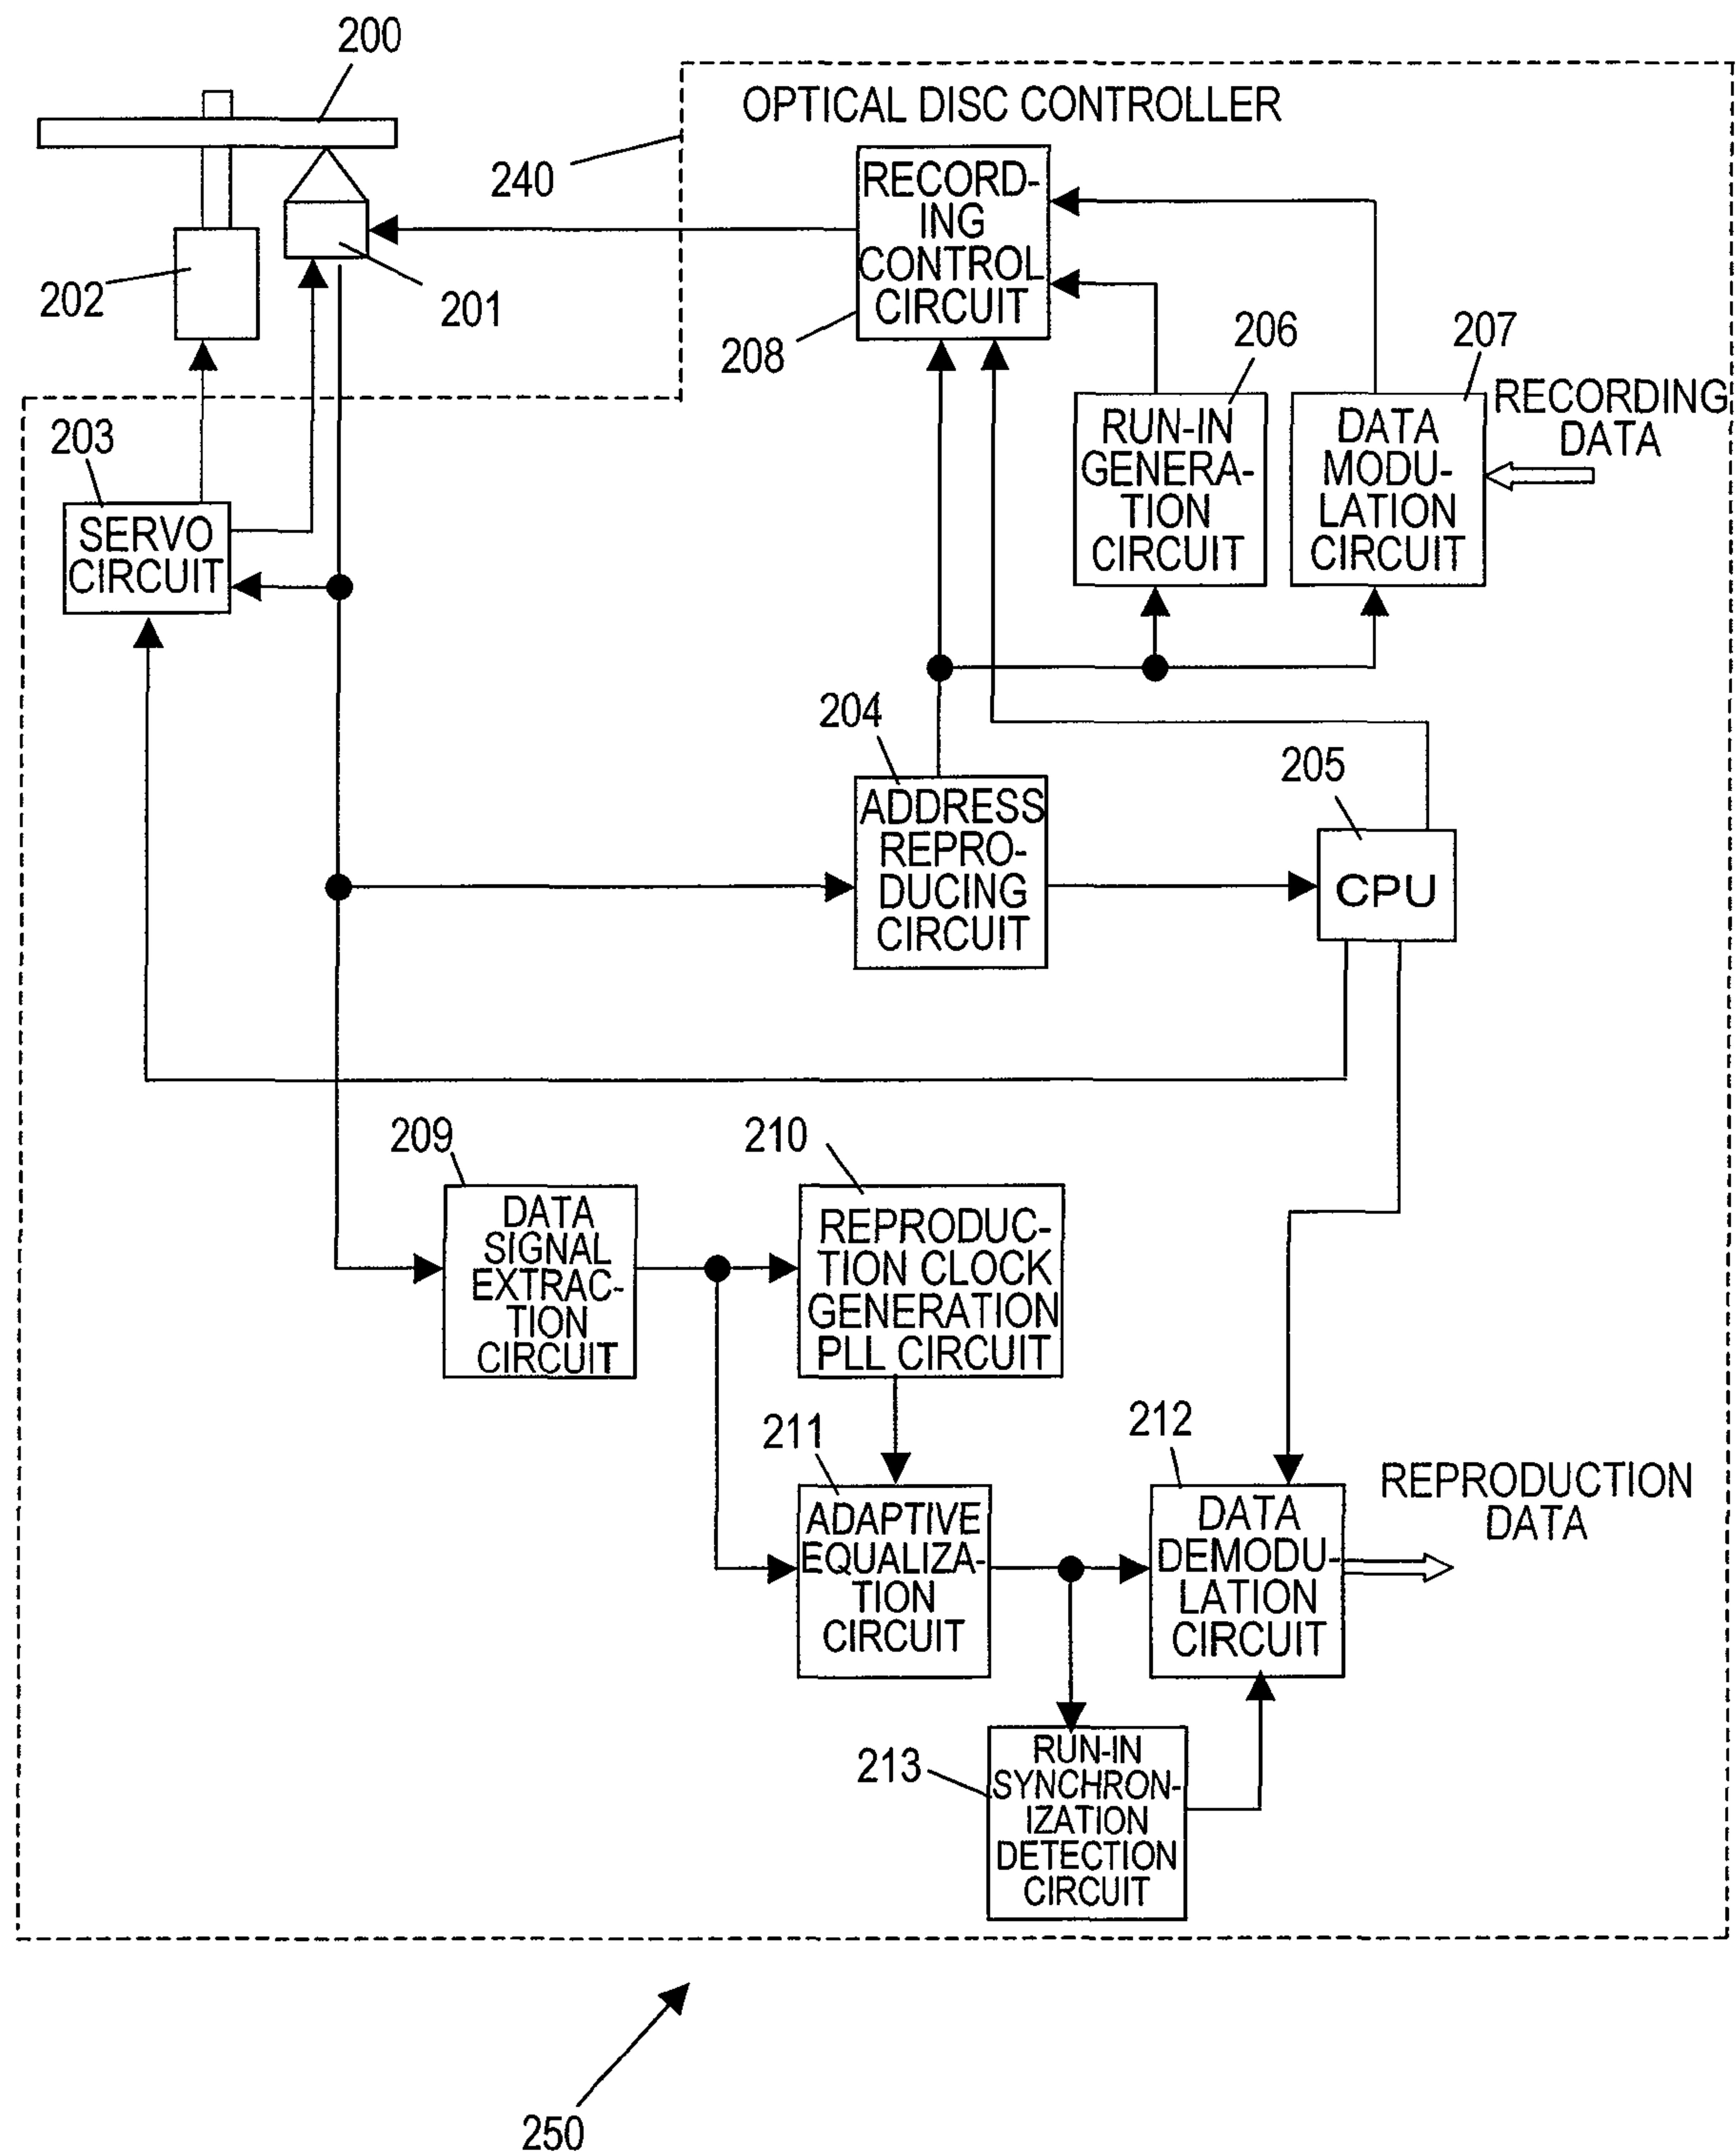 200
OPTICAL DISC CONTROLLER
240
RECORD-
ING
CONTROL
CIRCUIT
202
201
208
206
207
RECORDING
DATA
203
RUN-IN
GENERA-
TION
CIRCUIT
DATA
MODU-
LATION
CIRCUIT
SERVO
CIRCUIT
204
205
ADDRESS
REPRO-
DUCING
CIRCUIT
CPU
209
210
DATA
SIGNAL
EXTRAC-
TION
CIRCUIT
REPRODUC-
TION CLOCK
GENERATION
PLL CIRCUIT
211
212
REPRODUCTION
DATA
ADAPTIVE
EQUALIZA-
TION
CIRCUIT
DATA
DEMODU-
LATION
CIRCUIT
213
RUN-IN
SYNCHRON-
IZATION
DETECTION
CIRCUIT
250